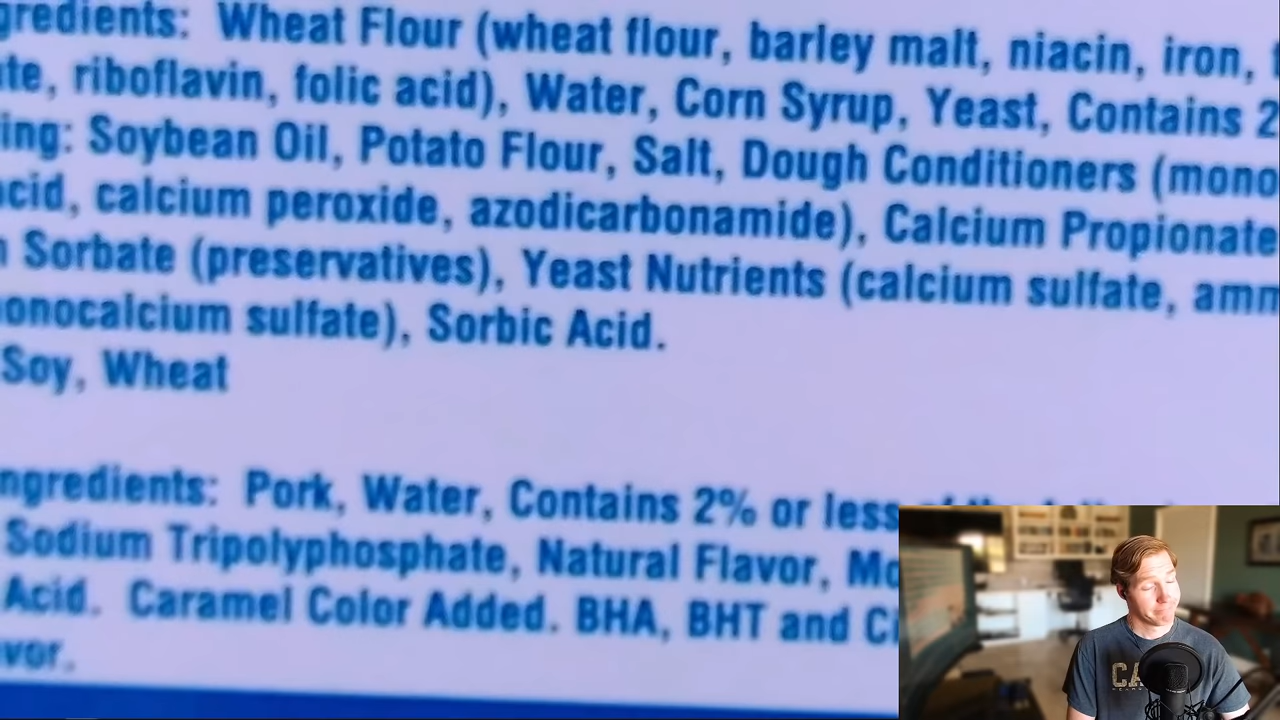 gredients: Wheat Flour (wheat flour, barley malt, niacin, iron,
te, riboflavin, folic acid), Water, Corn Syrup, Yeast, Contains 2
ing: Soybean Oil, Potato Flour, Salt, Dough Conditioners (mono
acid, calcium peroxide, azodicarbonamide), Calcium Propionate
Sorbate (preservatives), Yeast Nutrients (calcium sulfate, amm
onocalcium sulfate), Sorbic Acid.
Soy, Wheat
ngredients: Pork, Water, Contains 2% or less
Sodium Tripolyphosphate, Natural Flavor, Mo
Acid. Caramel Color Added. BHA, BHT and Ci
vor.
CA